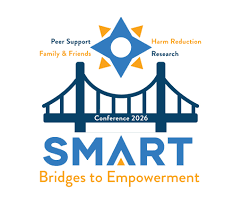 Peer Support
Harm Reduction
Family & Friends
Research
Conference 2026
SMART
Bridges to Empowerment